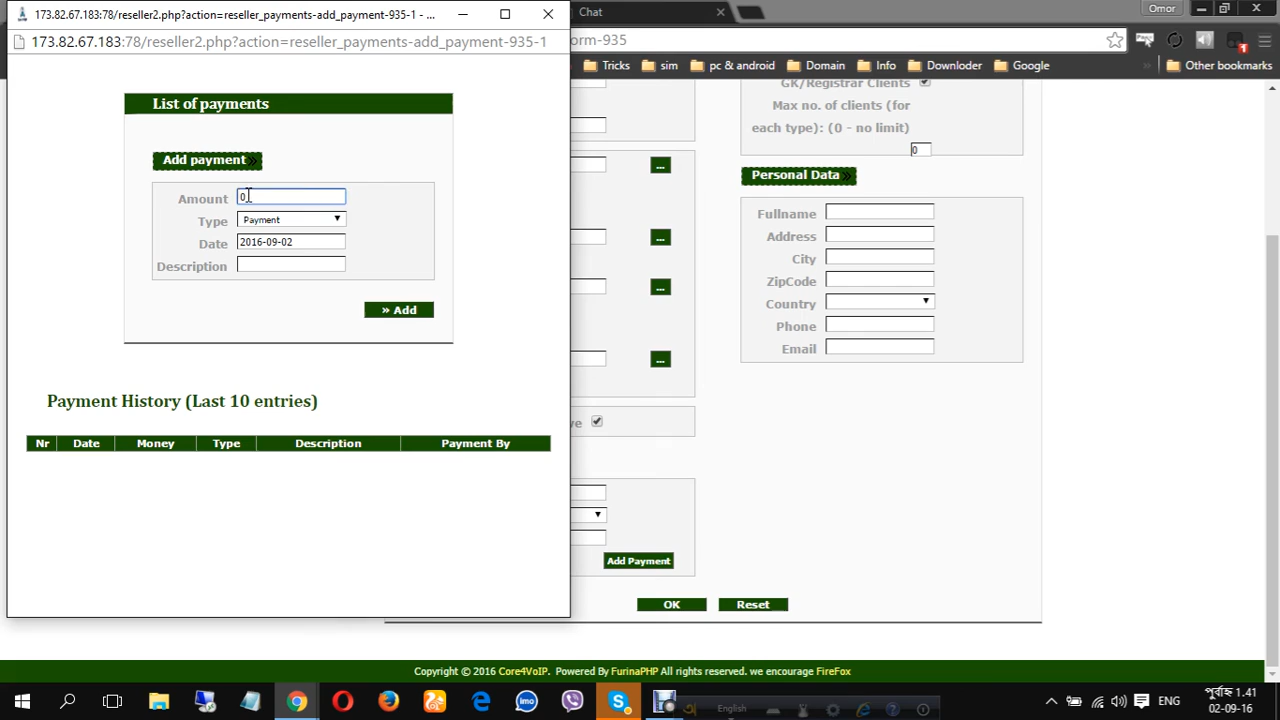 173.82.67.183:78/reseller2.php?action=reseller_payments-add_payment-935-1 - ...
173.82.67.183:78/reseller2.php?action=reseller_payments-add_payment-935-1
List of payments
Add payment »
Amount 0
Type Payment
Date 2016-09-02
Description
» Add
Payment History (Last 10 entries)
Nr Date Money Type Description Payment By
Chat
Omor
orm-935
Tricks sim pc & android Domain Info Downloder Google Other bookmarks
GK/Registrar Clients
Max no. of clients (for
each type): (0 - no limit)
0
Personal Data »
Fullname
Address
City
ZipCode
Country
Phone
Email
...
...
...
...
ve
Add Payment
OK Reset
Copyright © 2016 Core4VoIP. Powered By FurinaPHP All rights reserved. we encourage FireFox
English
ENG
পূর্বাহ্ন 1.41
02-09-16